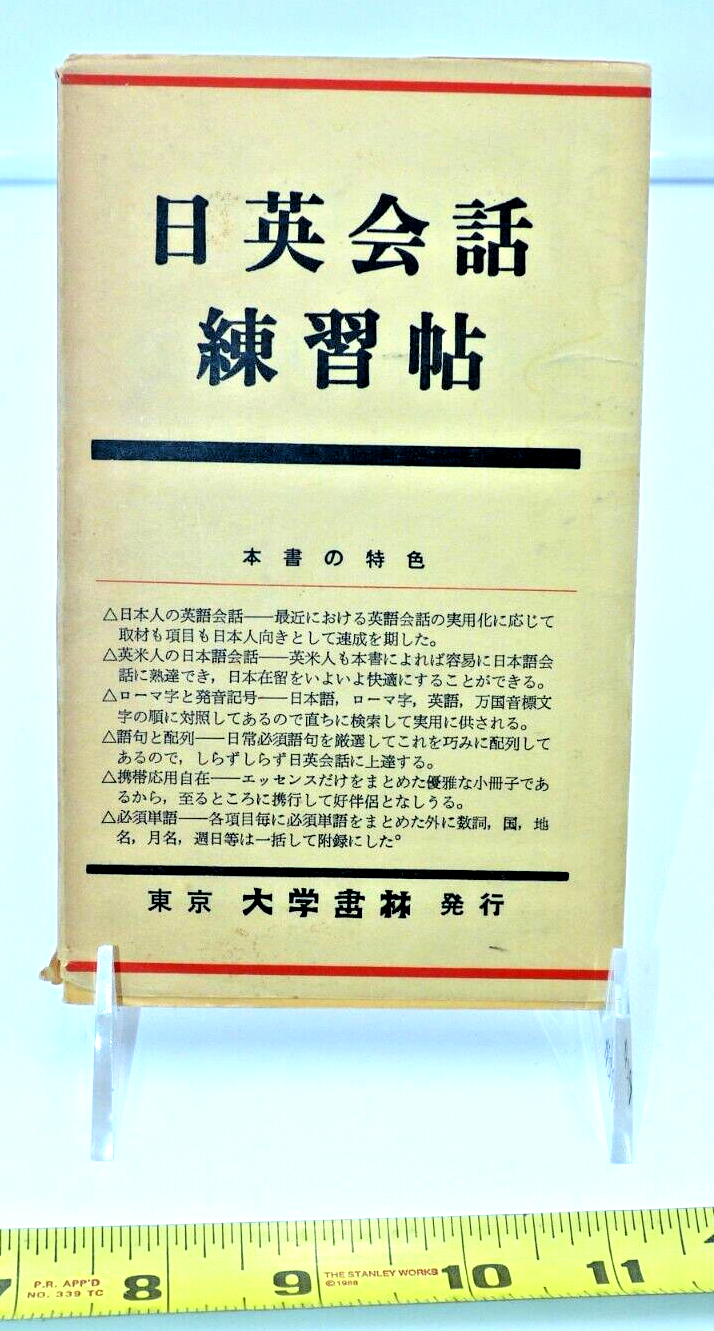 日英会話
練習帖
本書の特色
△日本人の英語会話――最近における英語会話の実用化に応じて
取材も項目も日本人向きとして速成を期した。
△英米人の日本語会話――英米人も本書によれば容易に日本語会
話に熟達でき，日本在留をいよいよ快適にすることができる。
△ローマ字と発音記号――日本語，ローマ字，英語，万国音標文
字の順に対照してあるので直ちに検索して実用に供される。
△語句と配列――日常必須語句を厳選してこれを巧みに配列して
あるので，しらずしらず日英会話に上達する。
△携帯応用自在――エッセンスだけをまとめた優雅な小冊子であ
るから，至るところに携行して好伴侶となしうる。
△必須単語――各項目毎に必須単語をまとめた外に数詞，国，地
名，月名，週日等は一括して附録にした。
東京 大学書林 発行
7 8 9 10 11
P.R. APP'D
NO. 339 TC
THE STANLEY WORKS
©1988